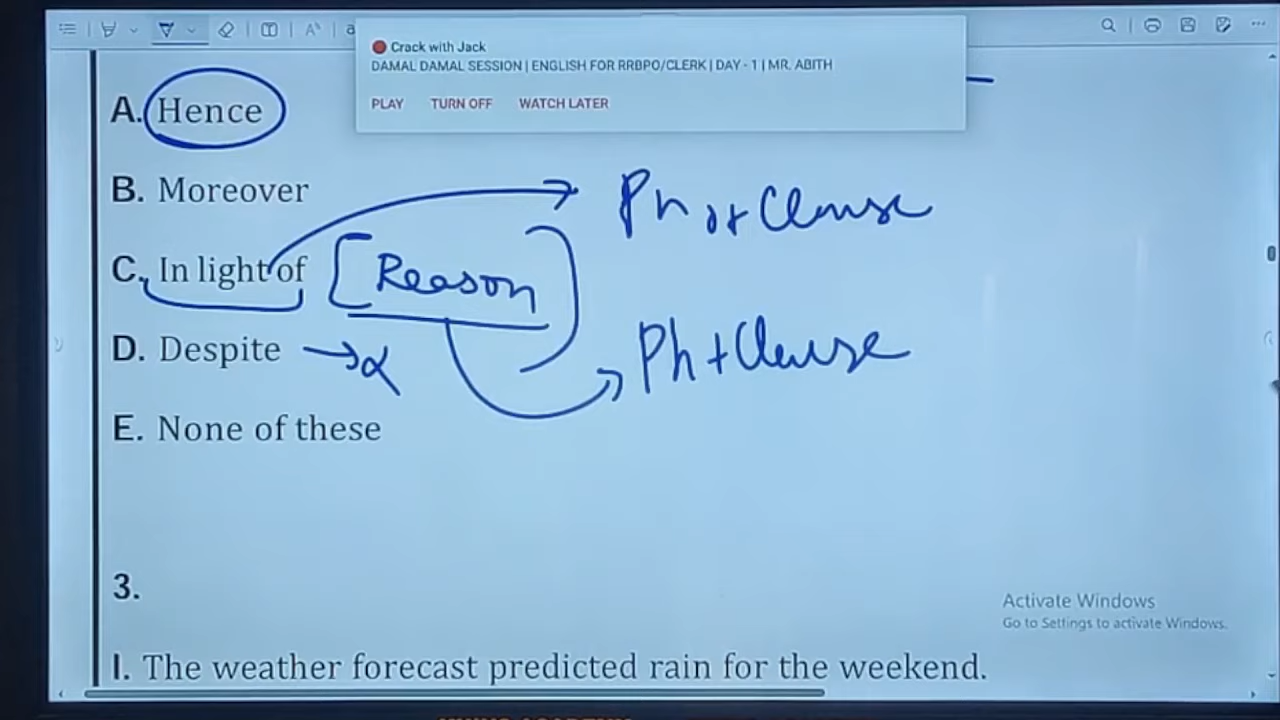 Crack with Jack
DAMAL DAMAL SESSION | ENGLISH FOR RRBPO/CLERK | DAY - 1 | MR. ABITH
PLAY TURN OFF WATCH LATER
A. Hence
B. Moreover
Ph or Clause
C. In light of [Reason
D. Despite
Ph + Clause
E. None of these
3.
I. The weather forecast predicted rain for the weekend.
Activate Windows
Go to Settings to activate Windows.